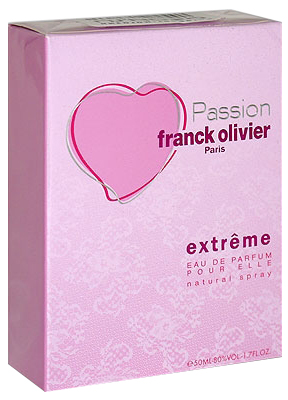 Passion
franck olivier
Paris
extrême
EAU DE PARFUM
POUR ELLE
natural spray
℮50ML·80%VOL·1.7FL.OZ.